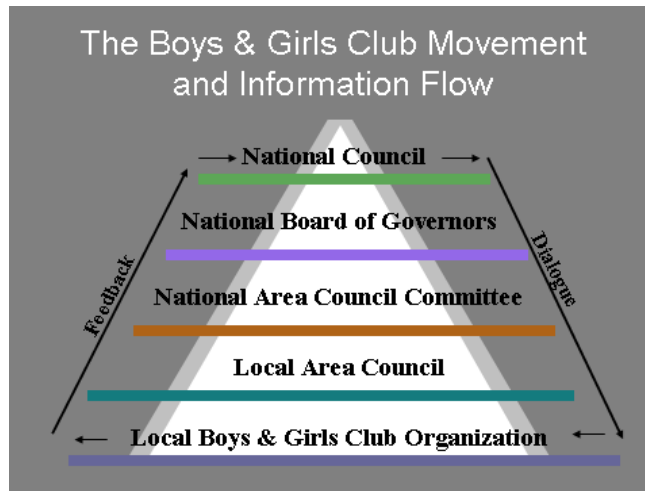 The Boys & Girls Club Movement
and Information Flow
National Council
National Board of Governors
Feedback
Dialogue
National Area Council Committee
Local Area Council
Local Boys & Girls Club Organization